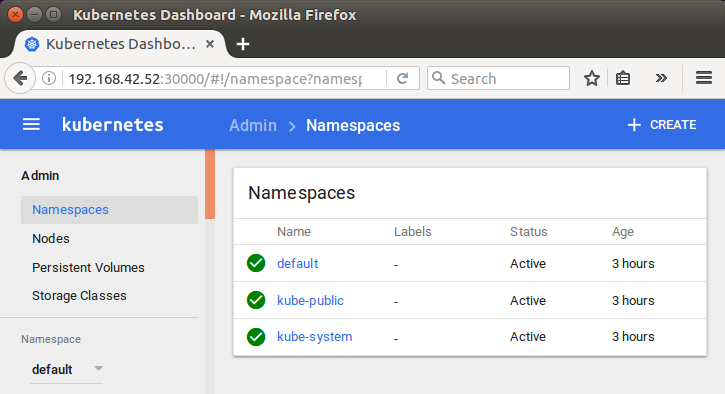 Kubernetes Dashboard - Mozilla Firefox
Kubernetes Dashbo...
192.168.42.52:30000/#!/namespace?namesp
Search
kubernetes
Admin > Namespaces
+ CREATE
Admin
Namespaces
Nodes
Persistent Volumes
Storage Classes
Namespace
default
Namespaces
Name Labels Status Age
default - Active 3 hours
kube-public - Active 3 hours
kube-system - Active 3 hours